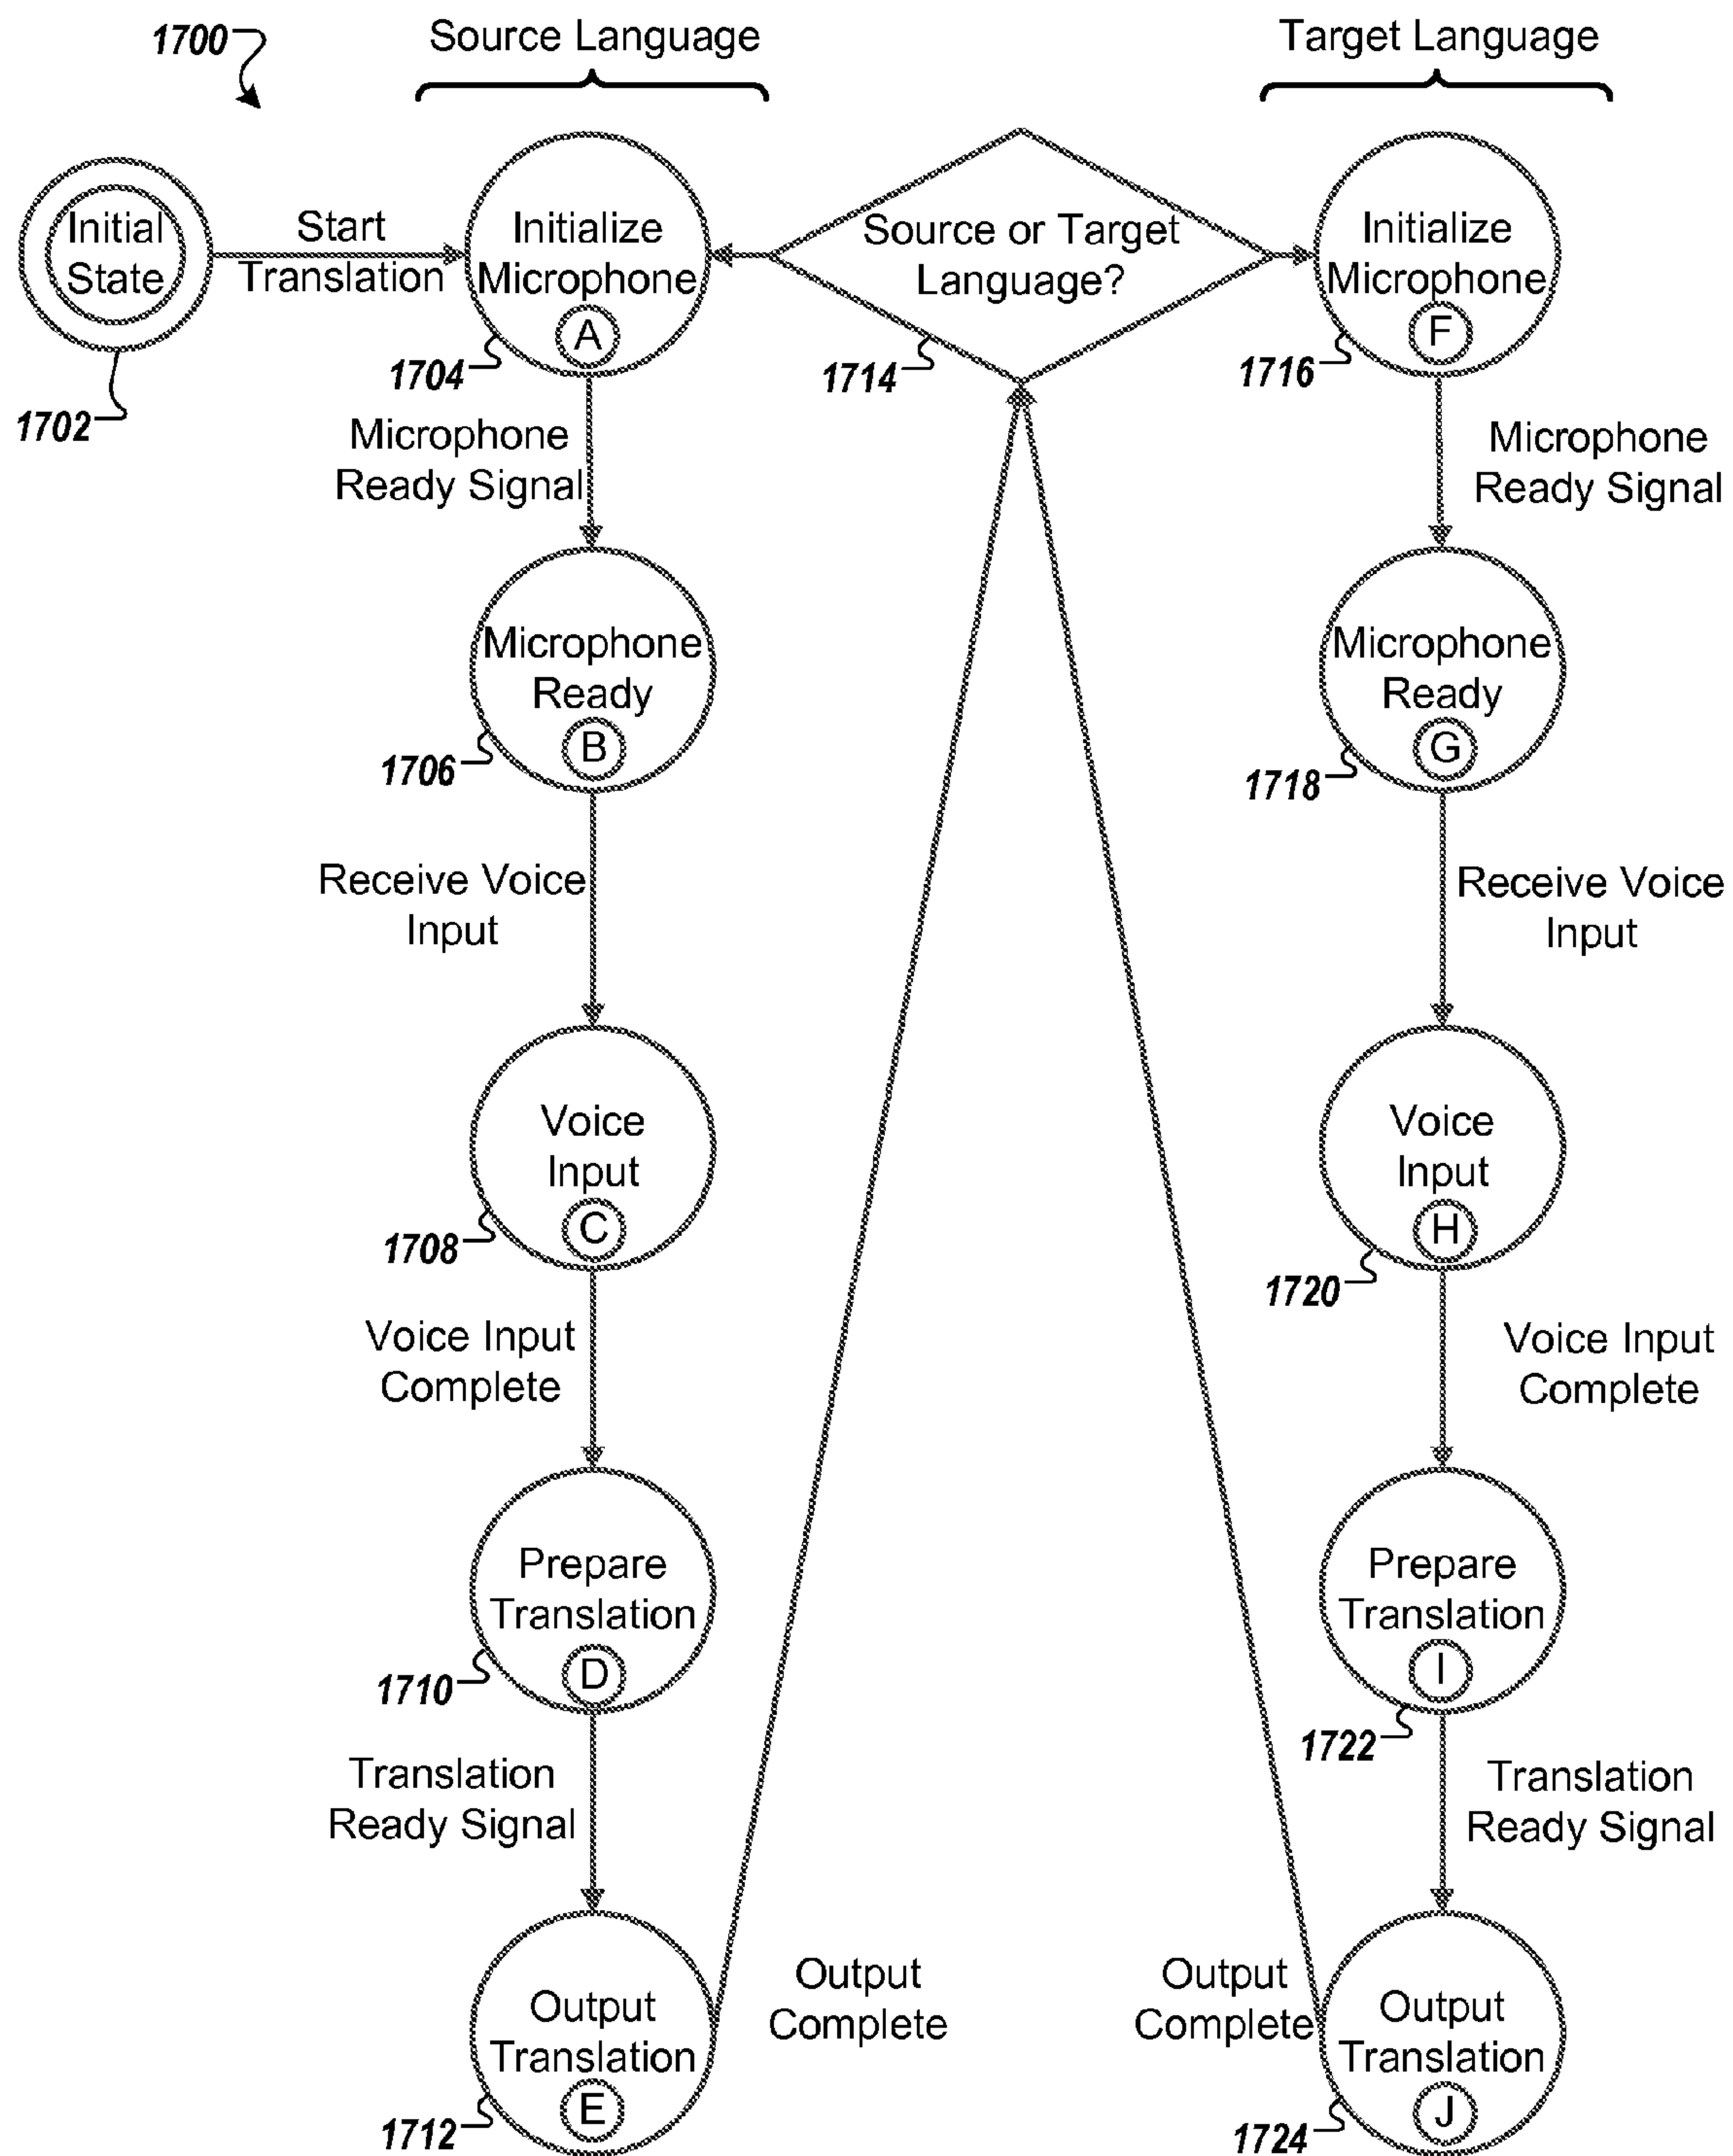 1700
Source Language
Target Language
Initial
State
1702
Start
Translation
Initialize
Microphone
A
1704
Source or Target
Language?
1714
Initialize
Microphone
F
1716
Microphone
Ready Signal
Microphone
Ready Signal
Microphone
Ready
B
1706
Microphone
Ready
G
1718
Receive Voice
Input
Receive Voice
Input
Voice
Input
C
1708
Voice
Input
H
1720
Voice Input
Complete
Voice Input
Complete
Prepare
Translation
D
1710
Prepare
Translation
I
1722
Translation
Ready Signal
Translation
Ready Signal
Output
Translation
E
1712
Output
Complete
Output
Complete
Output
Translation
J
1724